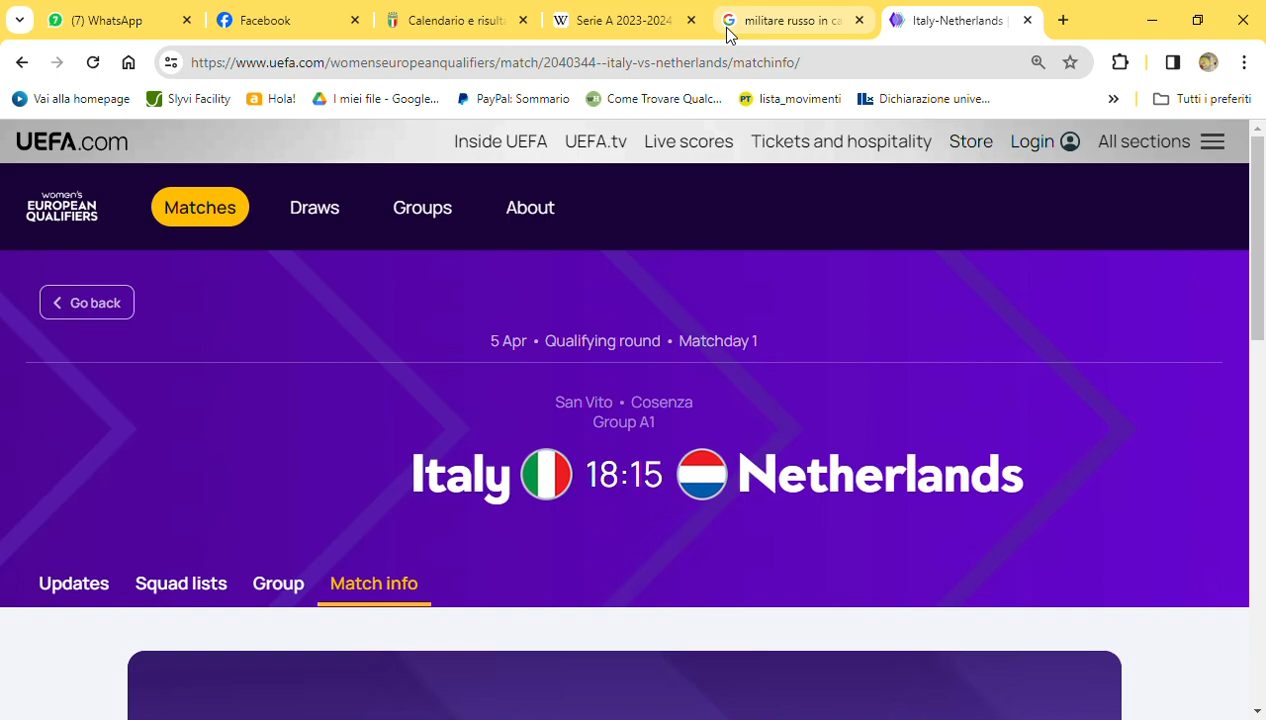 (7) WhatsApp
Facebook
Calendario e risulta
Serie A 2023-2024
militare russo in ca
Italy-Netherlands |
https://www.uefa.com/womenseuropeanqualifiers/match/2040344--italy-vs-netherlands/matchinfo/
Vai alla homepage
Slyvi Facility
Hola!
I miei file - Google...
PayPal: Sommario
Come Trovare Qualc...
lista_movimenti
Dichiarazione unive...
»
Tutti i preferiti
UEFA.com
Inside UEFA
UEFA.tv
Live scores
Tickets and hospitality
Store
Login
All sections
women's
EUROPEAN
QUALIFIERS
Matches
Draws
Groups
About
Go back
5 Apr • Qualifying round • Matchday 1
San Vito • Cosenza
Group A1
Italy 18:15 Netherlands
Updates
Squad lists
Group
Match info